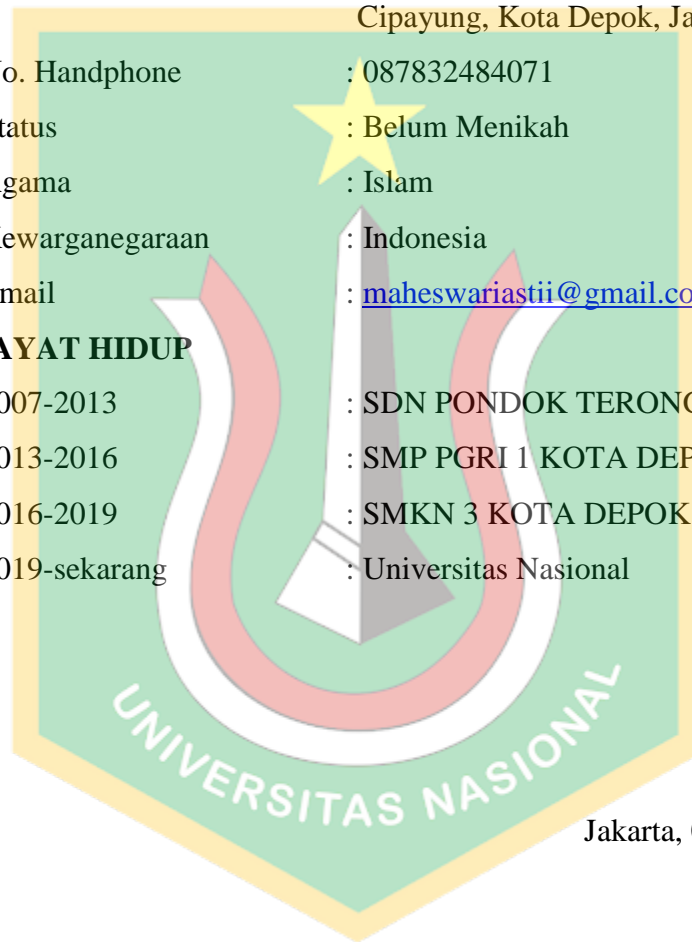 Cipayung, Kota Depok, Ja
No. Handphone : 087832484071
tatus : Belum Menikah
gama : Islam
Kewarganegaraan : Indonesia
mail : maheswariastii@gmail.co
AYAT HIDUP
007-2013 : SDN PONDOK TERONG
013-2016 : SMP PGRI 1 KOTA DEP
016-2019 : SMKN 3 KOTA DEPOK
019-sekarang : Universitas Nasional
UNIVERSITAS NASIONAL
Jakarta,